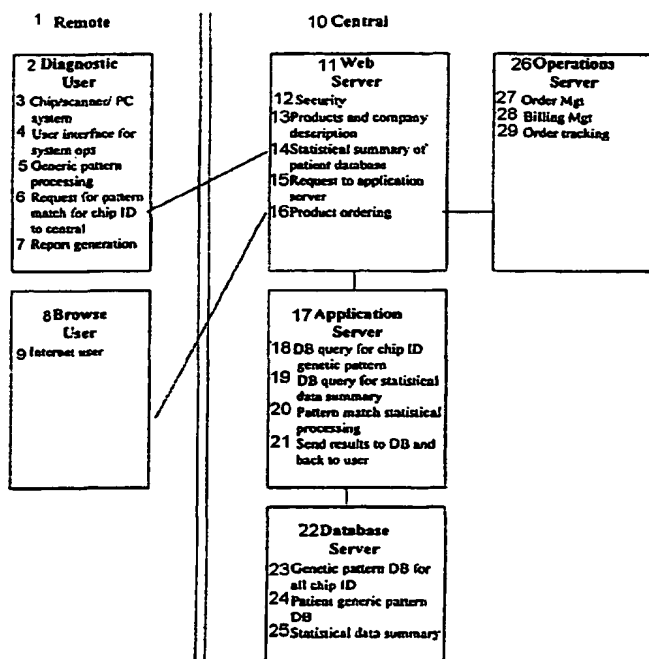 1 Remote
10 Central
2 Diagnostic
User
3 Chip/scanner/ PC
system
4 User interface for
system ops
5 Generic pattern
processing
6 Request for pattern
match for chip ID
to central
7 Report generation
8 Browse
User
9 Internet user
11 Web
Server
12 Security
13 Products and company
description
14 Statistical summary of
patient database
15 Request to application
server
16 Product ordering
26 Operations
Server
27 Order Mgt
28 Billing Mgt
29 Order tracking
17 Application
Server
18 DB query for chip ID
genetic pattern
19 DB query for statistical
data summary
20 Pattern match statistical
processing
21 Send results to DB and
back to user
22 Database
Server
23 Genetic pattern DB for
all chip ID
24 Patient generic pattern
DB
25 Statistical data summary